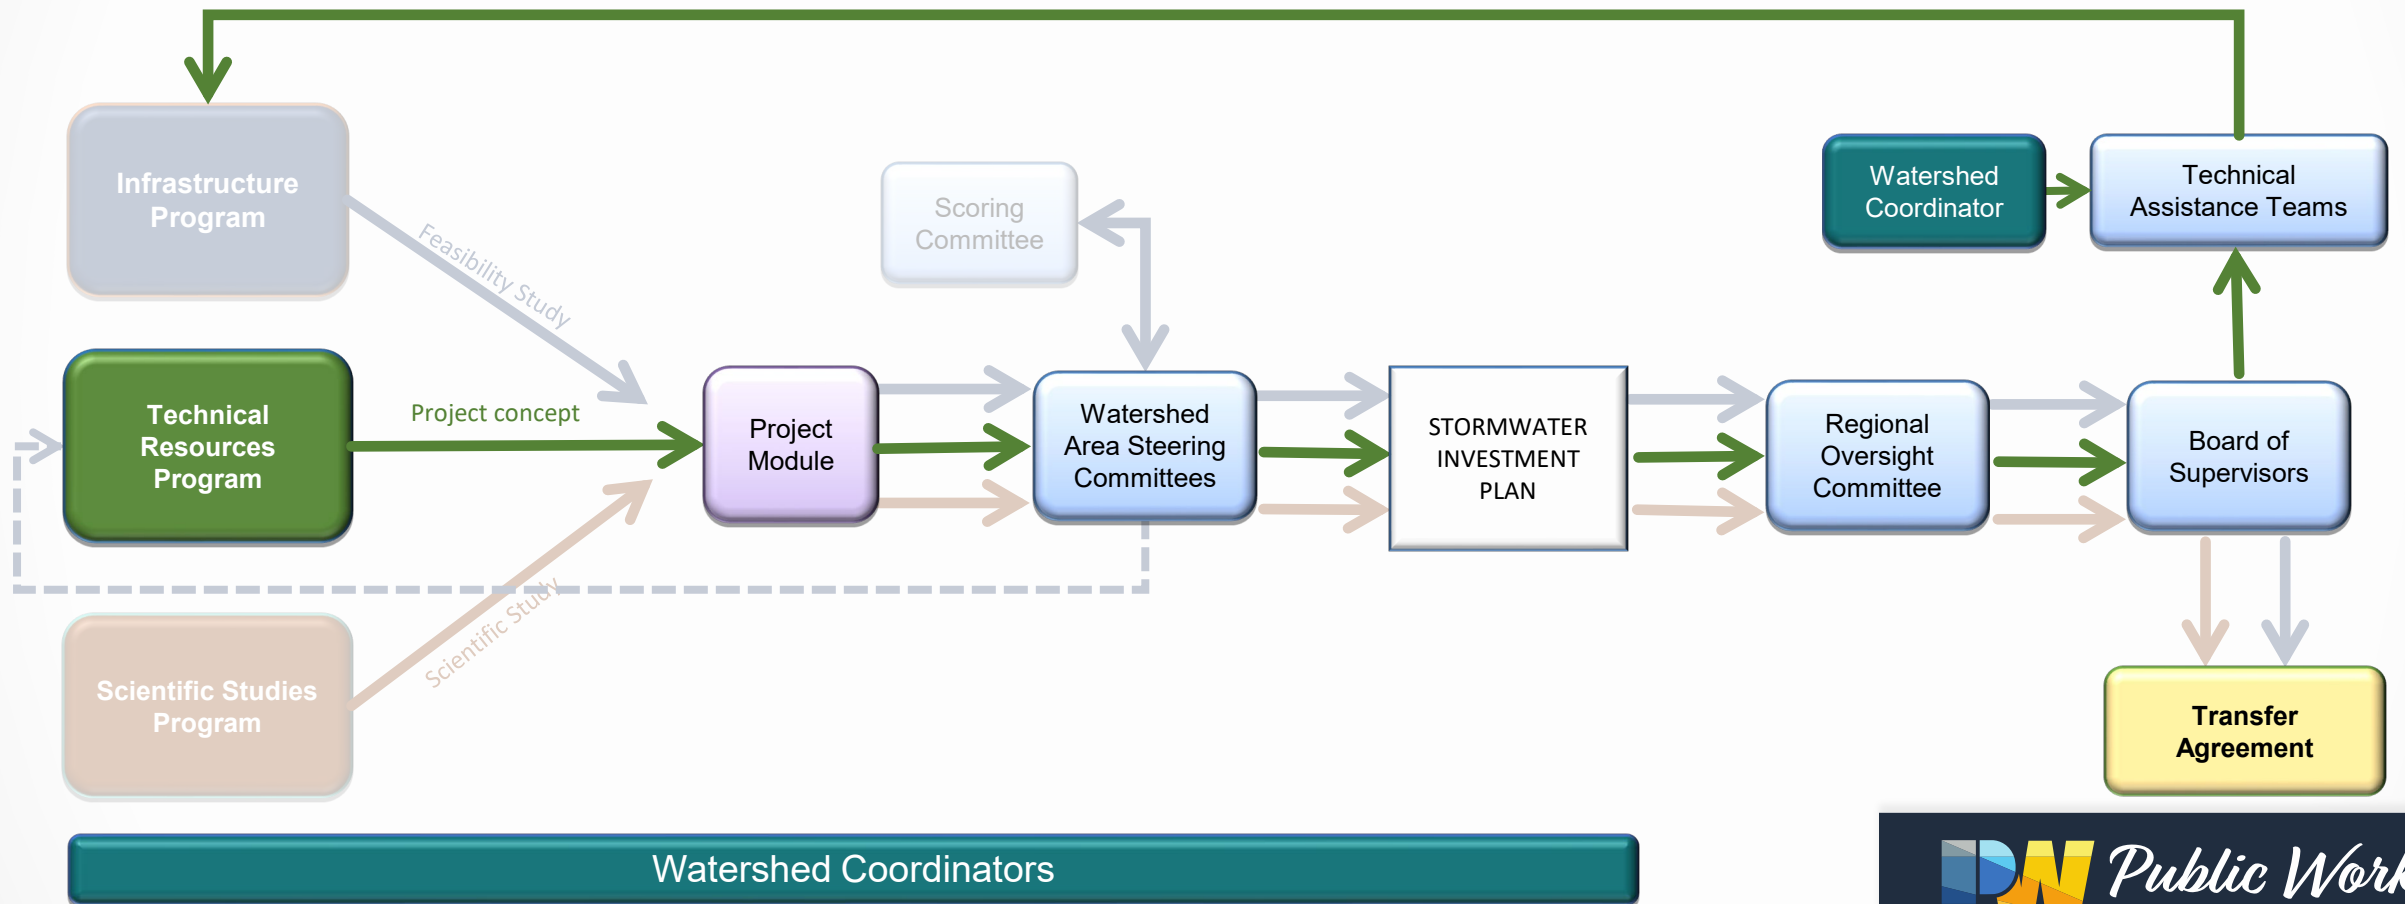 Infrastructure
Program
Feasibility Study
Scoring
Committee
Watershed
Coordinator
Technical
Assistance Teams
Technical
Resources
Program
Project concept
Project
Module
Watershed
Area Steering
Committees
STORMWATER
INVESTMENT
PLAN
Regional
Oversight
Committee
Board of
Supervisors
Scientific Study
Scientific Studies
Program
Transfer
Agreement
Watershed Coordinators
PW Public Work